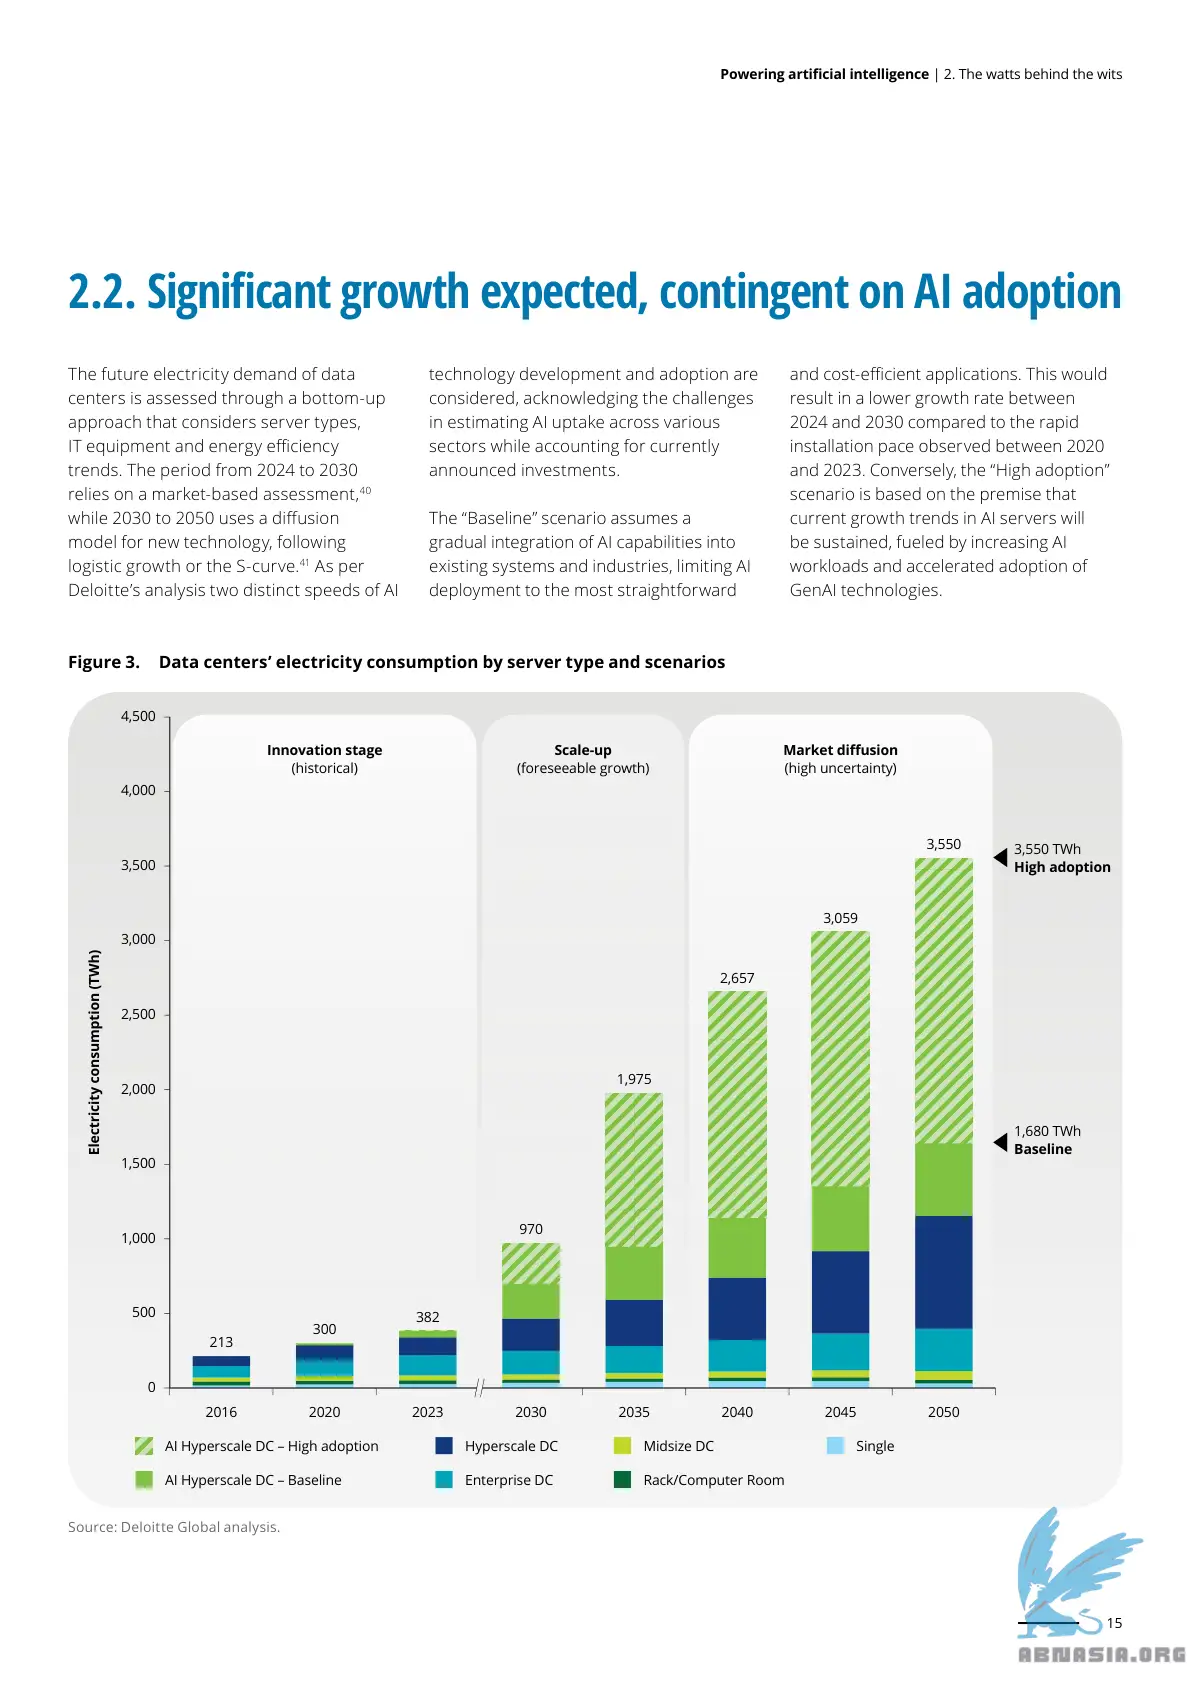 Powering artificial intelligence | 2. The watts behind the wits
2.2. Significant growth expected, contingent on AI adoption
The future electricity demand of data
centers is assessed through a bottom-up
approach that considers server types,
IT equipment and energy efficiency
trends. The period from 2024 to 2030
relies on a market-based assessment,40
while 2030 to 2050 uses a diffusion
model for new technology, following
logistic growth or the S-curve.41 As per
Deloitte’s analysis two distinct speeds of AI
technology development and adoption are
considered, acknowledging the challenges
in estimating AI uptake across various
sectors while accounting for currently
announced investments.
The “Baseline” scenario assumes a
gradual integration of AI capabilities into
existing systems and industries, limiting AI
deployment to the most straightforward
and cost-efficient applications. This would
result in a lower growth rate between
2024 and 2030 compared to the rapid
installation pace observed between 2020
and 2023. Conversely, the “High adoption”
scenario is based on the premise that
current growth trends in AI servers will
be sustained, fueled by increasing AI
workloads and accelerated adoption of
GenAI technologies.
Figure 3. Data centers’ electricity consumption by server type and scenarios
Electricity consumption (TWh)
4,500
4,000
3,500
3,000
2,500
2,000
1,500
1,000
500
0
Innovation stage
(historical)
Scale-up
(foreseeable growth)
Market diffusion
(high uncertainty)
213
300
382
970
1,975
2,657
3,059
3,550
3,550 TWh
High adoption
1,680 TWh
Baseline
2016 2020 2023 2030 2035 2040 2045 2050
AI Hyperscale DC – High adoption
Hyperscale DC
Midsize DC
Single
AI Hyperscale DC – Baseline
Enterprise DC
Rack/Computer Room
Source: Deloitte Global analysis.
15
ABNASIA.ORG